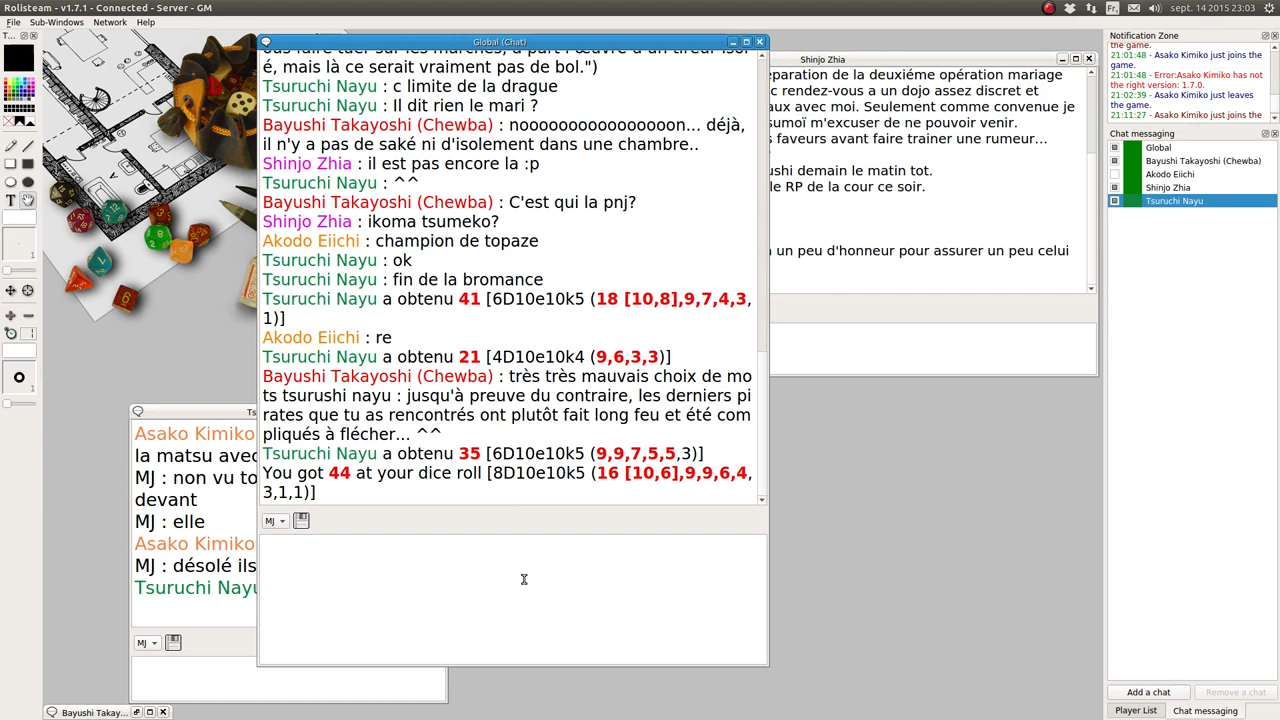 Rolisteam - v1.7.1 - Connected - Server - GM
Fr
sept. 14 2015 23:03
File Sub-Windows Network Help
T...
T
1
1
1
Global (Chat)
é, mais là ce serait vraiment pas de bol.")
Tsuruchi Nayu : c limite de la drague
Tsuruchi Nayu : Il dit rien le mari ?
Bayushi Takayoshi (Chewba) : nooooooooooooooon... déjà,
il n'y a pas de saké ni d'isolement dans une chambre..
Shinjo Zhia : il est pas encore la :p
Tsuruchi Nayu : ^^
Bayushi Takayoshi (Chewba) : C'est qui la pnj?
Shinjo Zhia : ikoma tsumeko?
Akodo Eiichi : champion de topaze
Tsuruchi Nayu : ok
Tsuruchi Nayu : fin de la bromance
Tsuruchi Nayu a obtenu 41 [6D10e10k5 (18 [10,8],9,7,4,3,
1)]
Akodo Eiichi : re
Tsuruchi Nayu a obtenu 21 [4D10e10k4 (9,6,3,3)]
Bayushi Takayoshi (Chewba) : très très mauvais choix de mo
ts tsurushi nayu : jusqu'à preuve du contraire, les derniers pi
rates que tu as rencontrés ont plutôt fait long feu et été com
pliqués à flécher... ^^
Tsuruchi Nayu a obtenu 35 [6D10e10k5 (9,9,7,5,5,3)]
You got 44 at your dice roll [8D10e10k5 (16 [10,6],9,9,6,4,
3,1,1)]
MJ
Shinjo Zhia
éparation de la deuxiéme opération mariage
c rendez-vous a un dojo assez discret et
aux avec moi. Seulement comme convenue je
sumoï m'excuser de ne pouvoir venir.
s faveurs avant faire trainer une rumeur...
ushi demain le matin tot.
le RP de la cour ce soir.
un peu d'honneur pour assurer un peu celui
Ts
Asako Kimiko
la matsu avec
MJ : non vu to
devant
MJ : elle
Asako Kimiko
MJ : désolé ils
Tsuruchi Nayu
MJ
Bayushi Takay...
Notification Zone
the game.
21:01:48 - Asako Kimiko just joins the
game.
21:01:48 - Error:Asako Kimiko has not
the right version: 1.7.0.
21:02:39 - Asako Kimiko just leaves
the game.
21:11:27 - Asako Kimiko just joins the
Chat messaging
Global
Bayushi Takayoshi (Chewba)
Akodo Eiichi
Shinjo Zhia
Tsuruchi Nayu
Add a chat
Remove a chat
Player List
Chat messaging